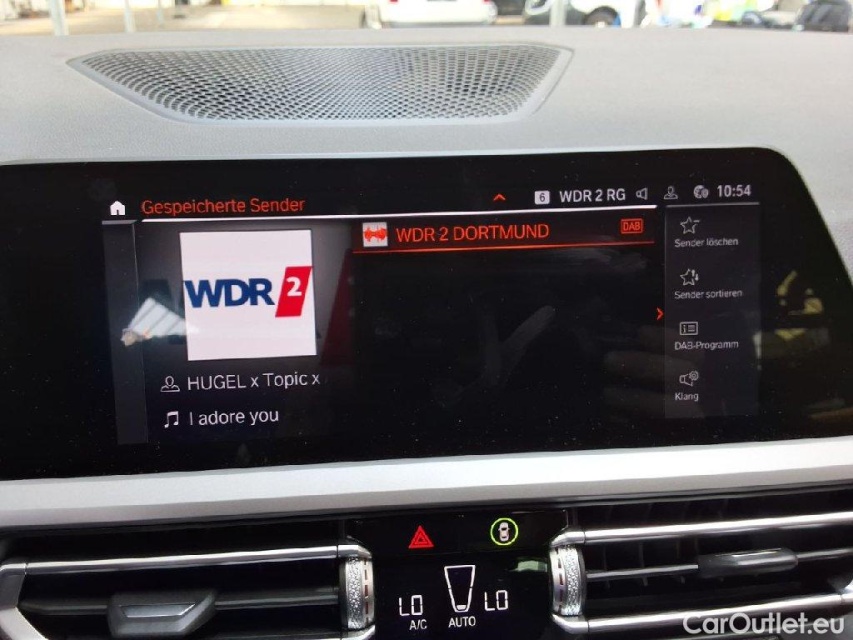 Gespeicherte Sender
6 WDR 2 RG 10:54
WDR 2
WDR 2 DORTMUND DAB
HUGEL x Topic x
I adore you
Sender löschen
Sender sortieren
DAB-Programm
Klang
LO LO
A/C AUTO
CarOutlet.eu